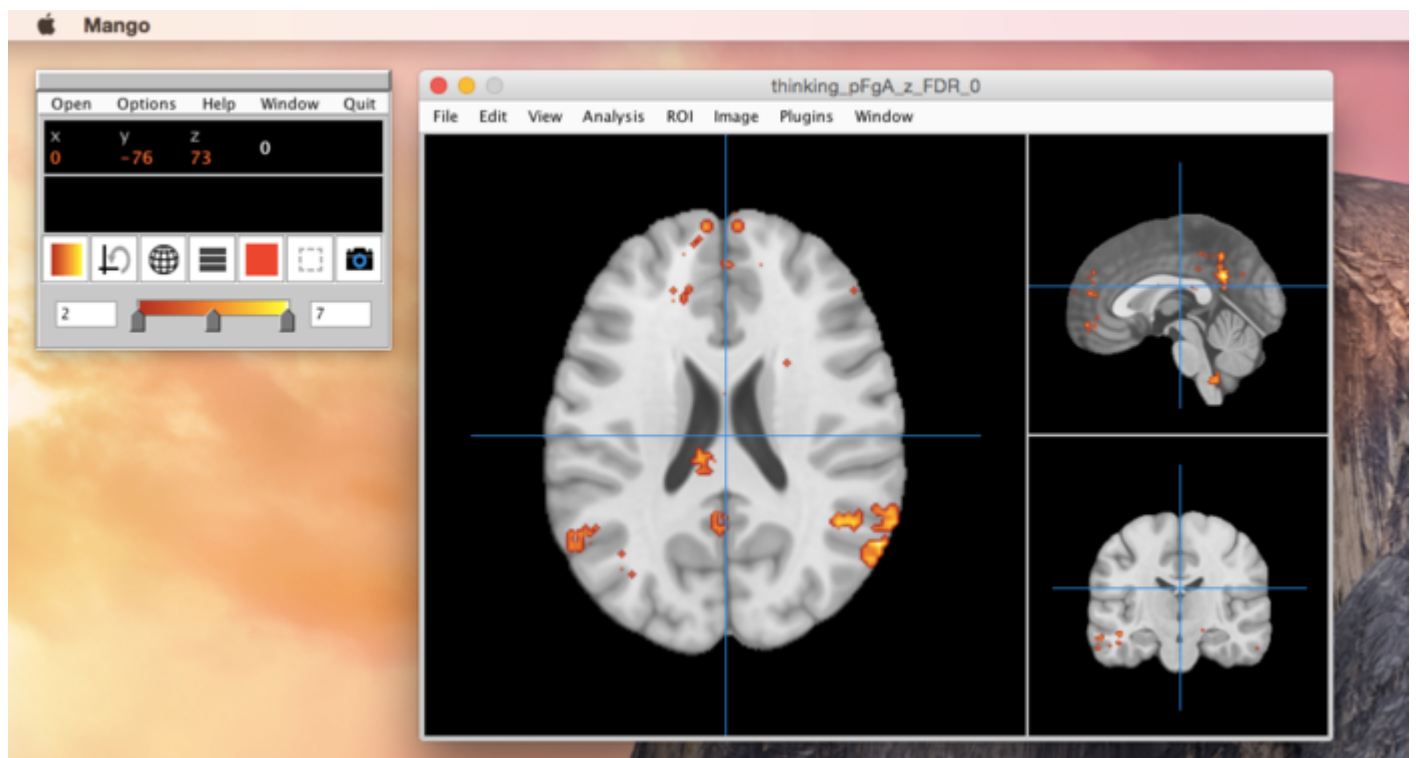 Mango
Open Options Help Window Quit
x y z
0 -76 73 0
2 7
thinking_pFgA_z_FDR_0
File Edit View Analysis ROI Image Plugins Window